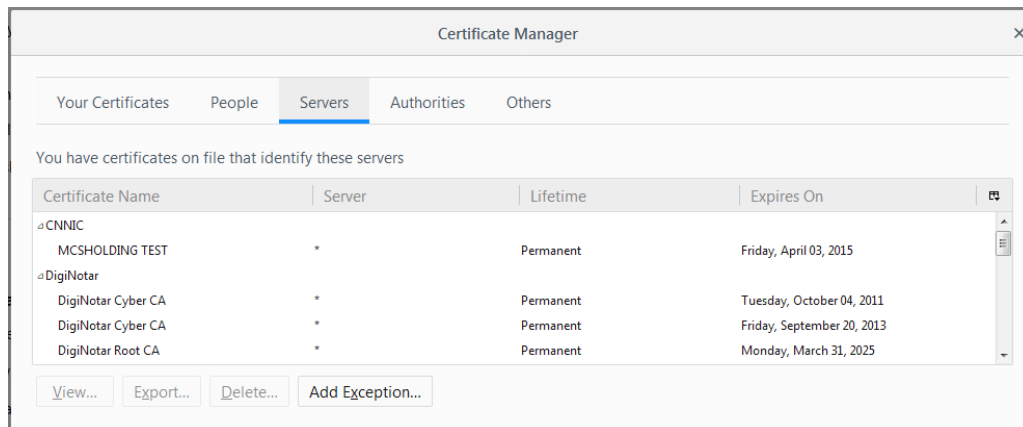 Certificate Manager
Your Certificates People Servers Authorities Others
You have certificates on file that identify these servers
Certificate Name Server Lifetime Expires On
CNNIC
MCSHOLDING TEST * Permanent Friday, April 03, 2015
DigiNotar
DigiNotar Cyber CA * Permanent Tuesday, October 04, 2011
DigiNotar Cyber CA * Permanent Friday, September 20, 2013
DigiNotar Root CA * Permanent Monday, March 31, 2025
View... Export... Delete... Add Exception...